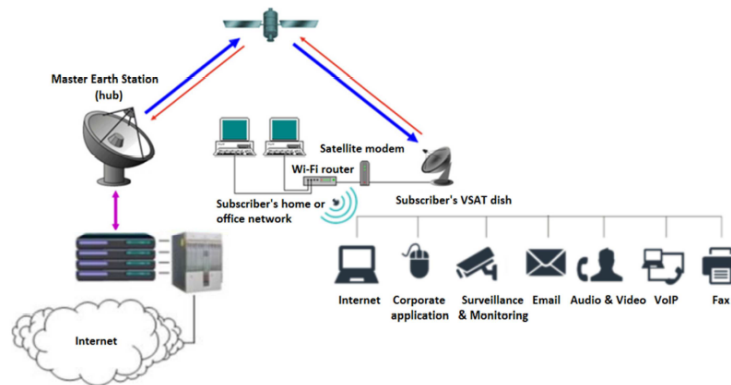 Master Earth Station
(hub)
Satellite modem
Wi-Fi router
Subscriber's home or
office network
Subscriber's VSAT dish
Internet
Corporate
application
Surveillance
& Monitoring
Email
Audio & Video
VoIP
Fax
Internet